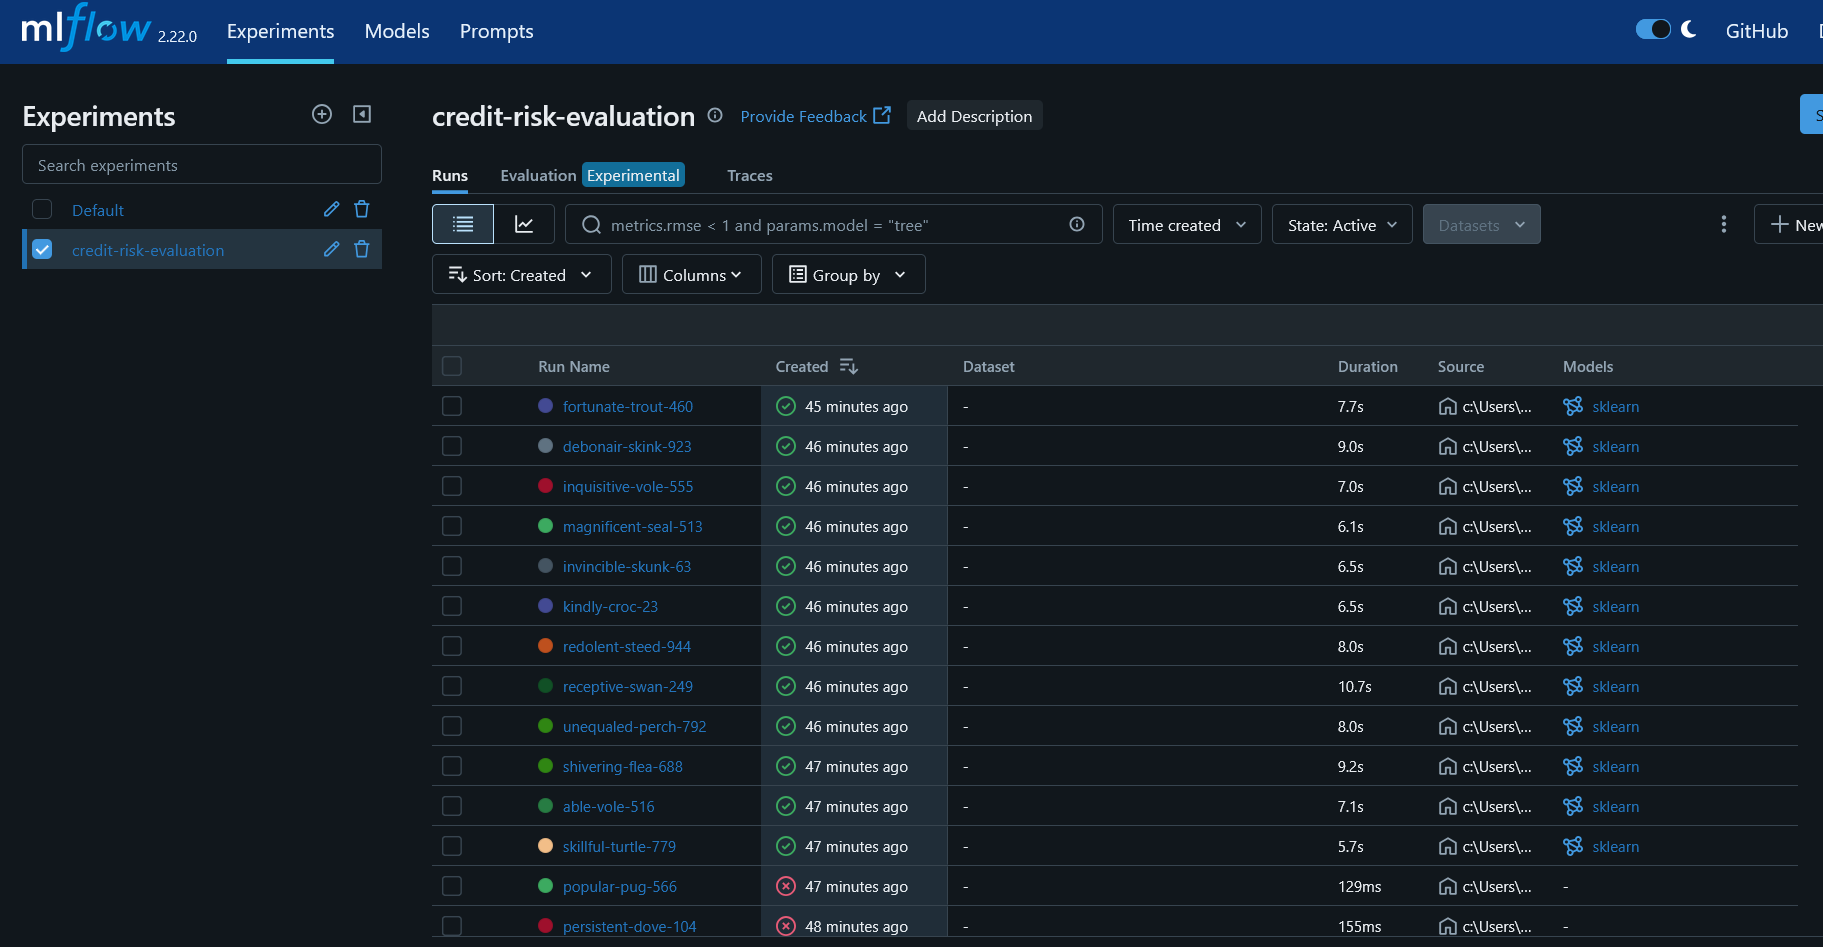 mlflow 2.22.0 Experiments Models Prompts GitHub
Experiments
Search experiments
Default
credit-risk-evaluation
credit-risk-evaluation Provide Feedback Add Description
Runs Evaluation Experimental Traces
metrics.rmse < 1 and params.model = "tree" Time created State: Active Datasets New
Sort: Created Columns Group by
Run Name Created Dataset Duration Source Models
fortunate-trout-460 45 minutes ago - 7.7s c:\Users\... sklearn
debonair-skink-923 46 minutes ago - 9.0s c:\Users\... sklearn
inquisitive-vole-555 46 minutes ago - 7.0s c:\Users\... sklearn
magnificent-seal-513 46 minutes ago - 6.1s c:\Users\... sklearn
invincible-skunk-63 46 minutes ago - 6.5s c:\Users\... sklearn
kindly-croc-23 46 minutes ago - 6.5s c:\Users\... sklearn
redolent-steed-944 46 minutes ago - 8.0s c:\Users\... sklearn
receptive-swan-249 46 minutes ago - 10.7s c:\Users\... sklearn
unequaled-perch-792 46 minutes ago - 8.0s c:\Users\... sklearn
shivering-flea-688 47 minutes ago - 9.2s c:\Users\... sklearn
able-vole-516 47 minutes ago - 7.1s c:\Users\... sklearn
skillful-turtle-779 47 minutes ago - 5.7s c:\Users\... sklearn
popular-pug-566 47 minutes ago - 129ms c:\Users\... -
persistent-dove-104 48 minutes ago - 155ms c:\Users\... -